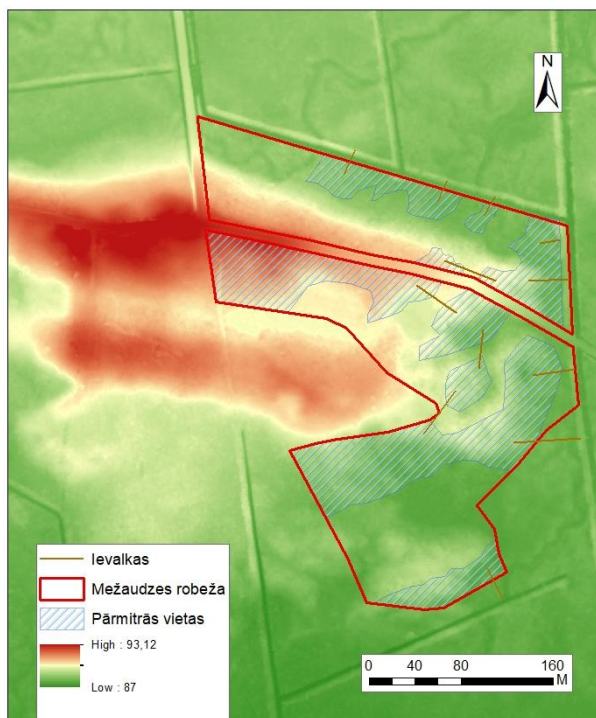 N
Ievalkas
Mežaudzes robeža
Pārmitrās vietas
High : 93,12
Low : 87
0 40 80 160
M